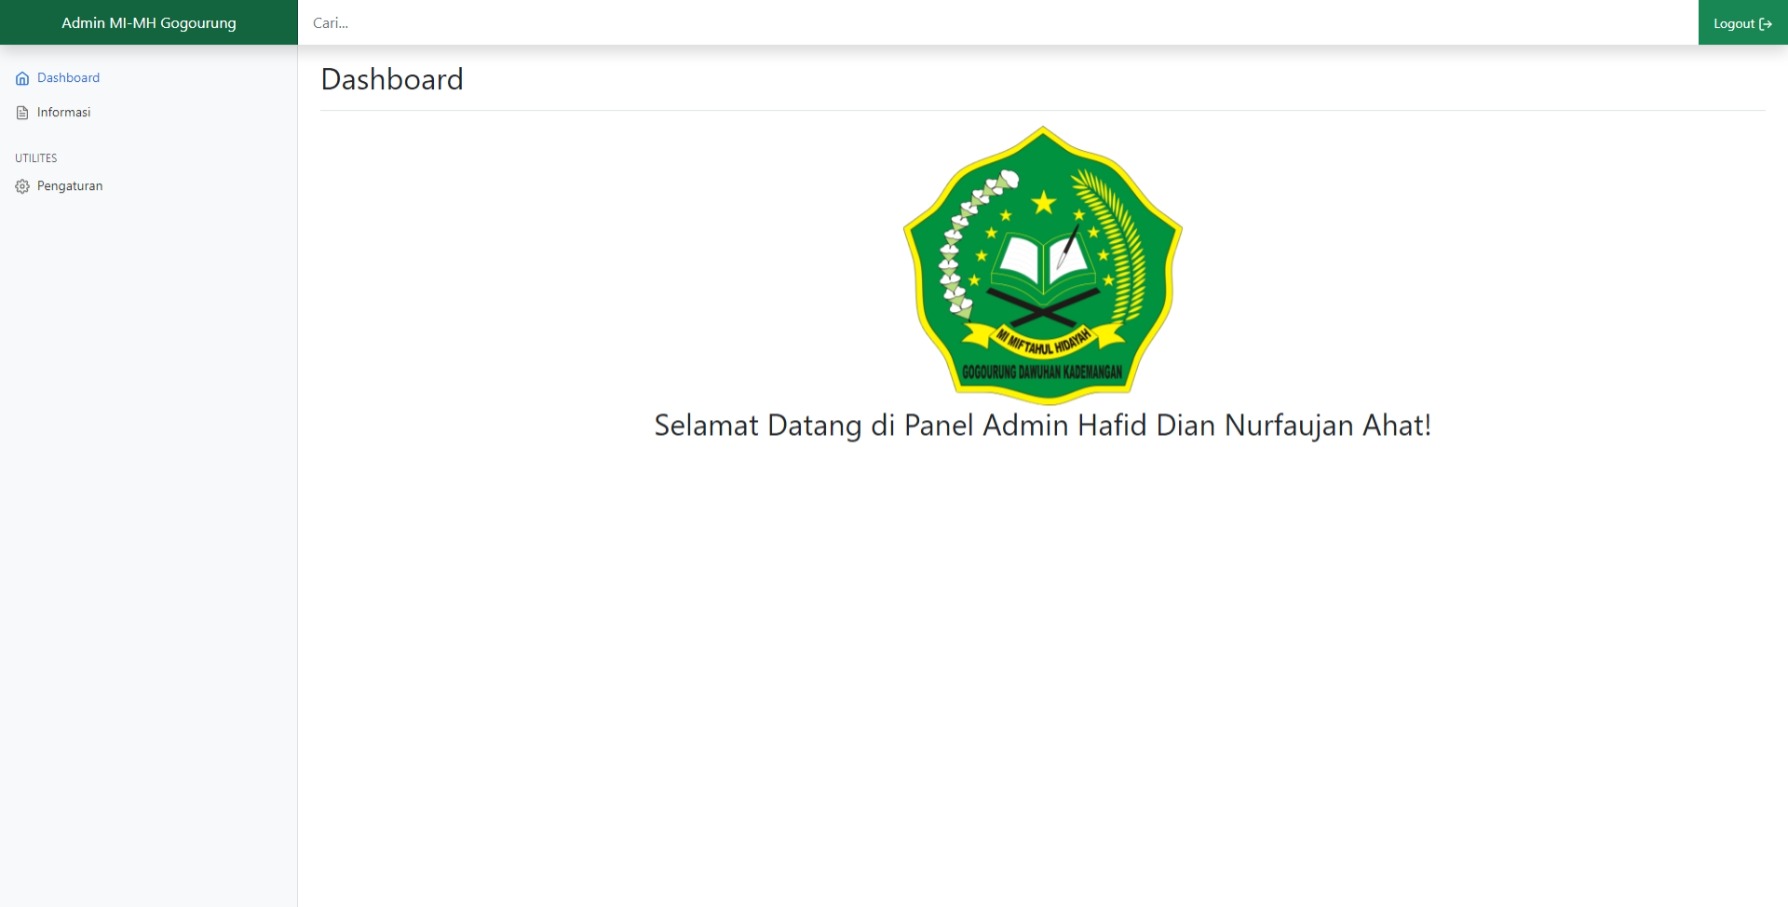 Admin MI-MH Gogourung
Cari...
Logout
Dashboard
Informasi
UTILITES
Pengaturan
Dashboard
MI MIFTAHUL HIDAYAH
GOGOURUNG DAWUHAN KADEMANGAN
Selamat Datang di Panel Admin Hafid Dian Nurfaujan Ahat!